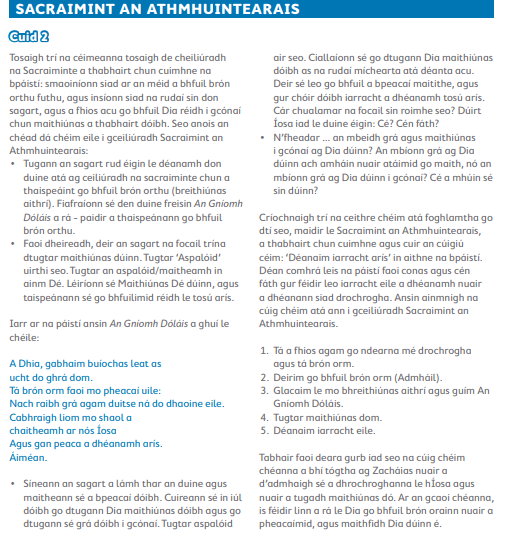 SACRAIMINT AN ATHMHUINTEARAIS
Cuid 2
Tosaigh trí na céimeanna tosaigh de cheiliúradh
na Sacraiminte a thabhairt chun cuimhne na
bpáistí: smaoiníonn siad ar an méid a bhfuil brón
orthu futhu, agus insíonn siad na rudaí sin don
sagart, agus a fhios acu go bhfuil Dia réidh i gcónaí
chun maithiúnas a thabhairt dóibh. Seo anois an
chéad dá chéim eile i gceiliúradh Sacraimint an
Athmhuintearais:
• Tugann an sagart rud éigin le déanamh don
duine atá ag ceiliúradh na sacraiminte chun a
thaispeáint go bhfuil brón orthu (breithiúnas
aithrí). Fiafraíonn sé den duine freisin An Gníomh
Dóláis a rá - paidir a thaispeánann go bhfuil
brón orthu.
• Faoi dheireadh, deir an sagart na focail trína
dtugtar maithiúnas dúinn. Tugtar ‘Aspalóid’
uirthi seo. Tugtar an aspalóid/maitheamh in
ainm Dé. Léiríonn sé Maithiúnas Dé dúinn, agus
taispeánann sé go bhfuilimid réidh le tosú arís.
Iarr ar na páistí ansin An Gníomh Dóláis a ghuí le
chéile:
A Dhia, gabhaim buíochas leat as
ucht do ghrá dom.
Tá brón orm faoi mo pheacaí uile:
Nach raibh grá agam duitse ná do dhaoine eile.
Cabhraigh liom mo shaol a
chaitheamh ar nós Íosa
Agus gan peaca a dhéanamh arís.
Áiméan.
• Síneann an sagart a lámh thar an duine agus
maitheann sé a bpeacaí dóibh. Cuireann sé in iúl
dóibh go dtugann Dia maithiúnas dóibh agus go
dtugann sé grá dóibh i gcónaí. Tugtar aspalóid
air seo. Ciallaíonn sé go dtugann Dia maithiúnas
dóibh as na rudaí míchearta atá déanta acu.
Deir sé leo go bhfuil a bpeacaí maitithe, agus
gur chóir dóibh iarracht a dhéanamh tosú arís.
Cár chualamar na focail sin roimhe seo? Dúirt
Íosa iad le duine éigin: Cé? Cén fáth?
• N’fheadar ... an mbeidh grá agus maithiúnas
i gcónaí ag Dia dúinn? An mbíonn grá ag Dia
dúinn ach amháin nuair atáimid go maith, nó an
mbíonn grá ag Dia dúinn i gcónaí? Cé a mhúin sé
sin dúinn?
Críochnaigh trí na ceithre chéim atá foghlamtha go
dtí seo, maidir le Sacraimint an Athmhuintearais,
a thabhairt chun cuimhne agus cuir an cúigiú
céim: ‘Déanaim iarracht arís’ in aithne na bpáistí.
Déan comhrá leis na páistí faoi conas agus cén
fáth gur féidir leo iarracht eile a dhéanamh nuair
a dhéanann siad drochrogha. Ansin ainmnigh na
cúig chéim atá ann i gceiliúradh Sacraimint an
Athmhuintearais.
1. Tá a fhios agam go ndearna mé drochrogha
agus tá brón orm.
2. Deirim go bhfuil brón orm (Admháil).
3. Glacaim le mo bhreithiúnas aithrí agus guím An
Gníomh Dóláis.
4. Tugtar maithiúnas dom.
5. Déanaim iarracht eile.
Tabhair faoi deara gurb iad seo na cúig chéim
chéanna a bhí tógtha ag Zacháias nuair a
d’admhaigh sé a dhrochroghanna le hÍosa agus
nuair a tugadh maithiúnas dó. Ar an gcaoi chéanna,
is féidir linn a rá le Dia go bhfuil brón orainn nuair a
pheacaímid, agus maithfidh Dia dúinn é.